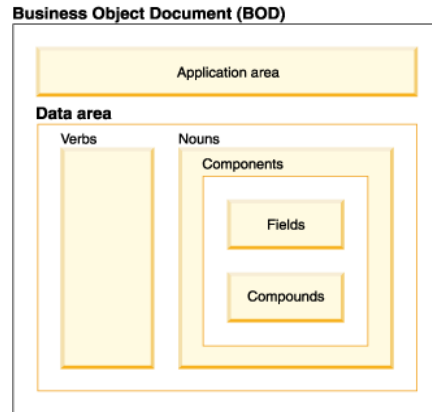 Business Object Document (BOD)
Application area
Data area
Verbs
Nouns
Components
Fields
Compounds